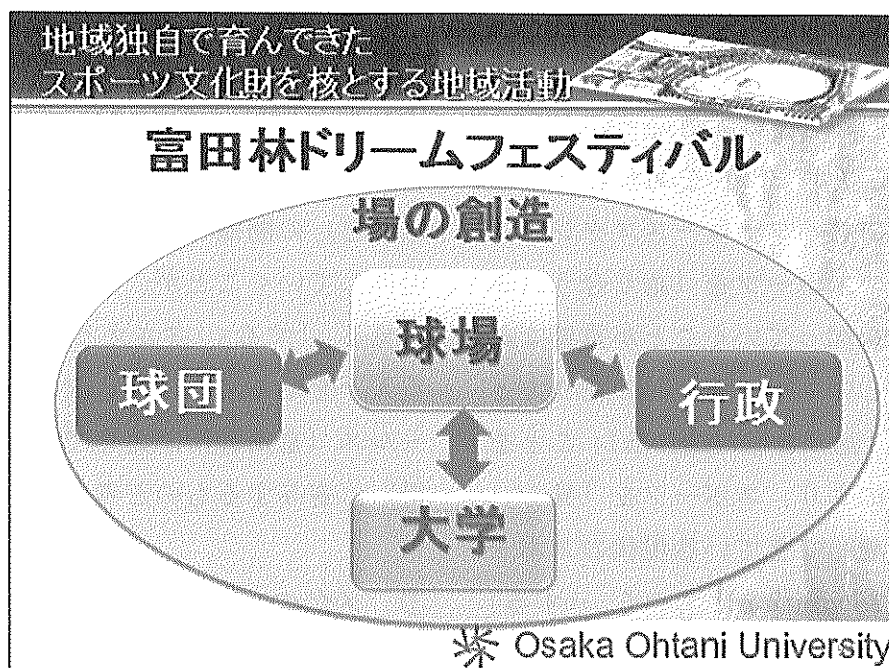 地域独自で育んできた
スポーツ文化財を核とする地域活動
富田林ドリームフェスティバル
場の創造
球場
球団
行政
大学
Osaka Ohtani University